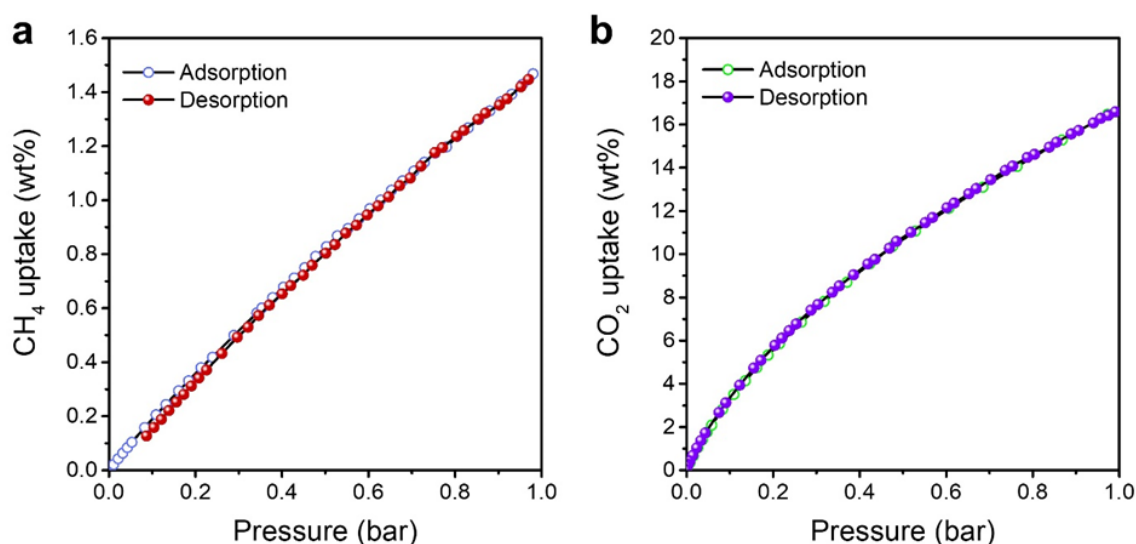 a
CH₄ uptake (wt%)
1.6
1.4
1.2
1.0
0.8
0.6
0.4
0.2
0.0
Adsorption
Desorption
0.0 0.2 0.4 0.6 0.8 1.0
Pressure (bar)
b
CO₂ uptake (wt%)
20
18
16
14
12
10
8
6
4
2
0
Adsorption
Desorption
0.0 0.2 0.4 0.6 0.8 1.0
Pressure (bar)